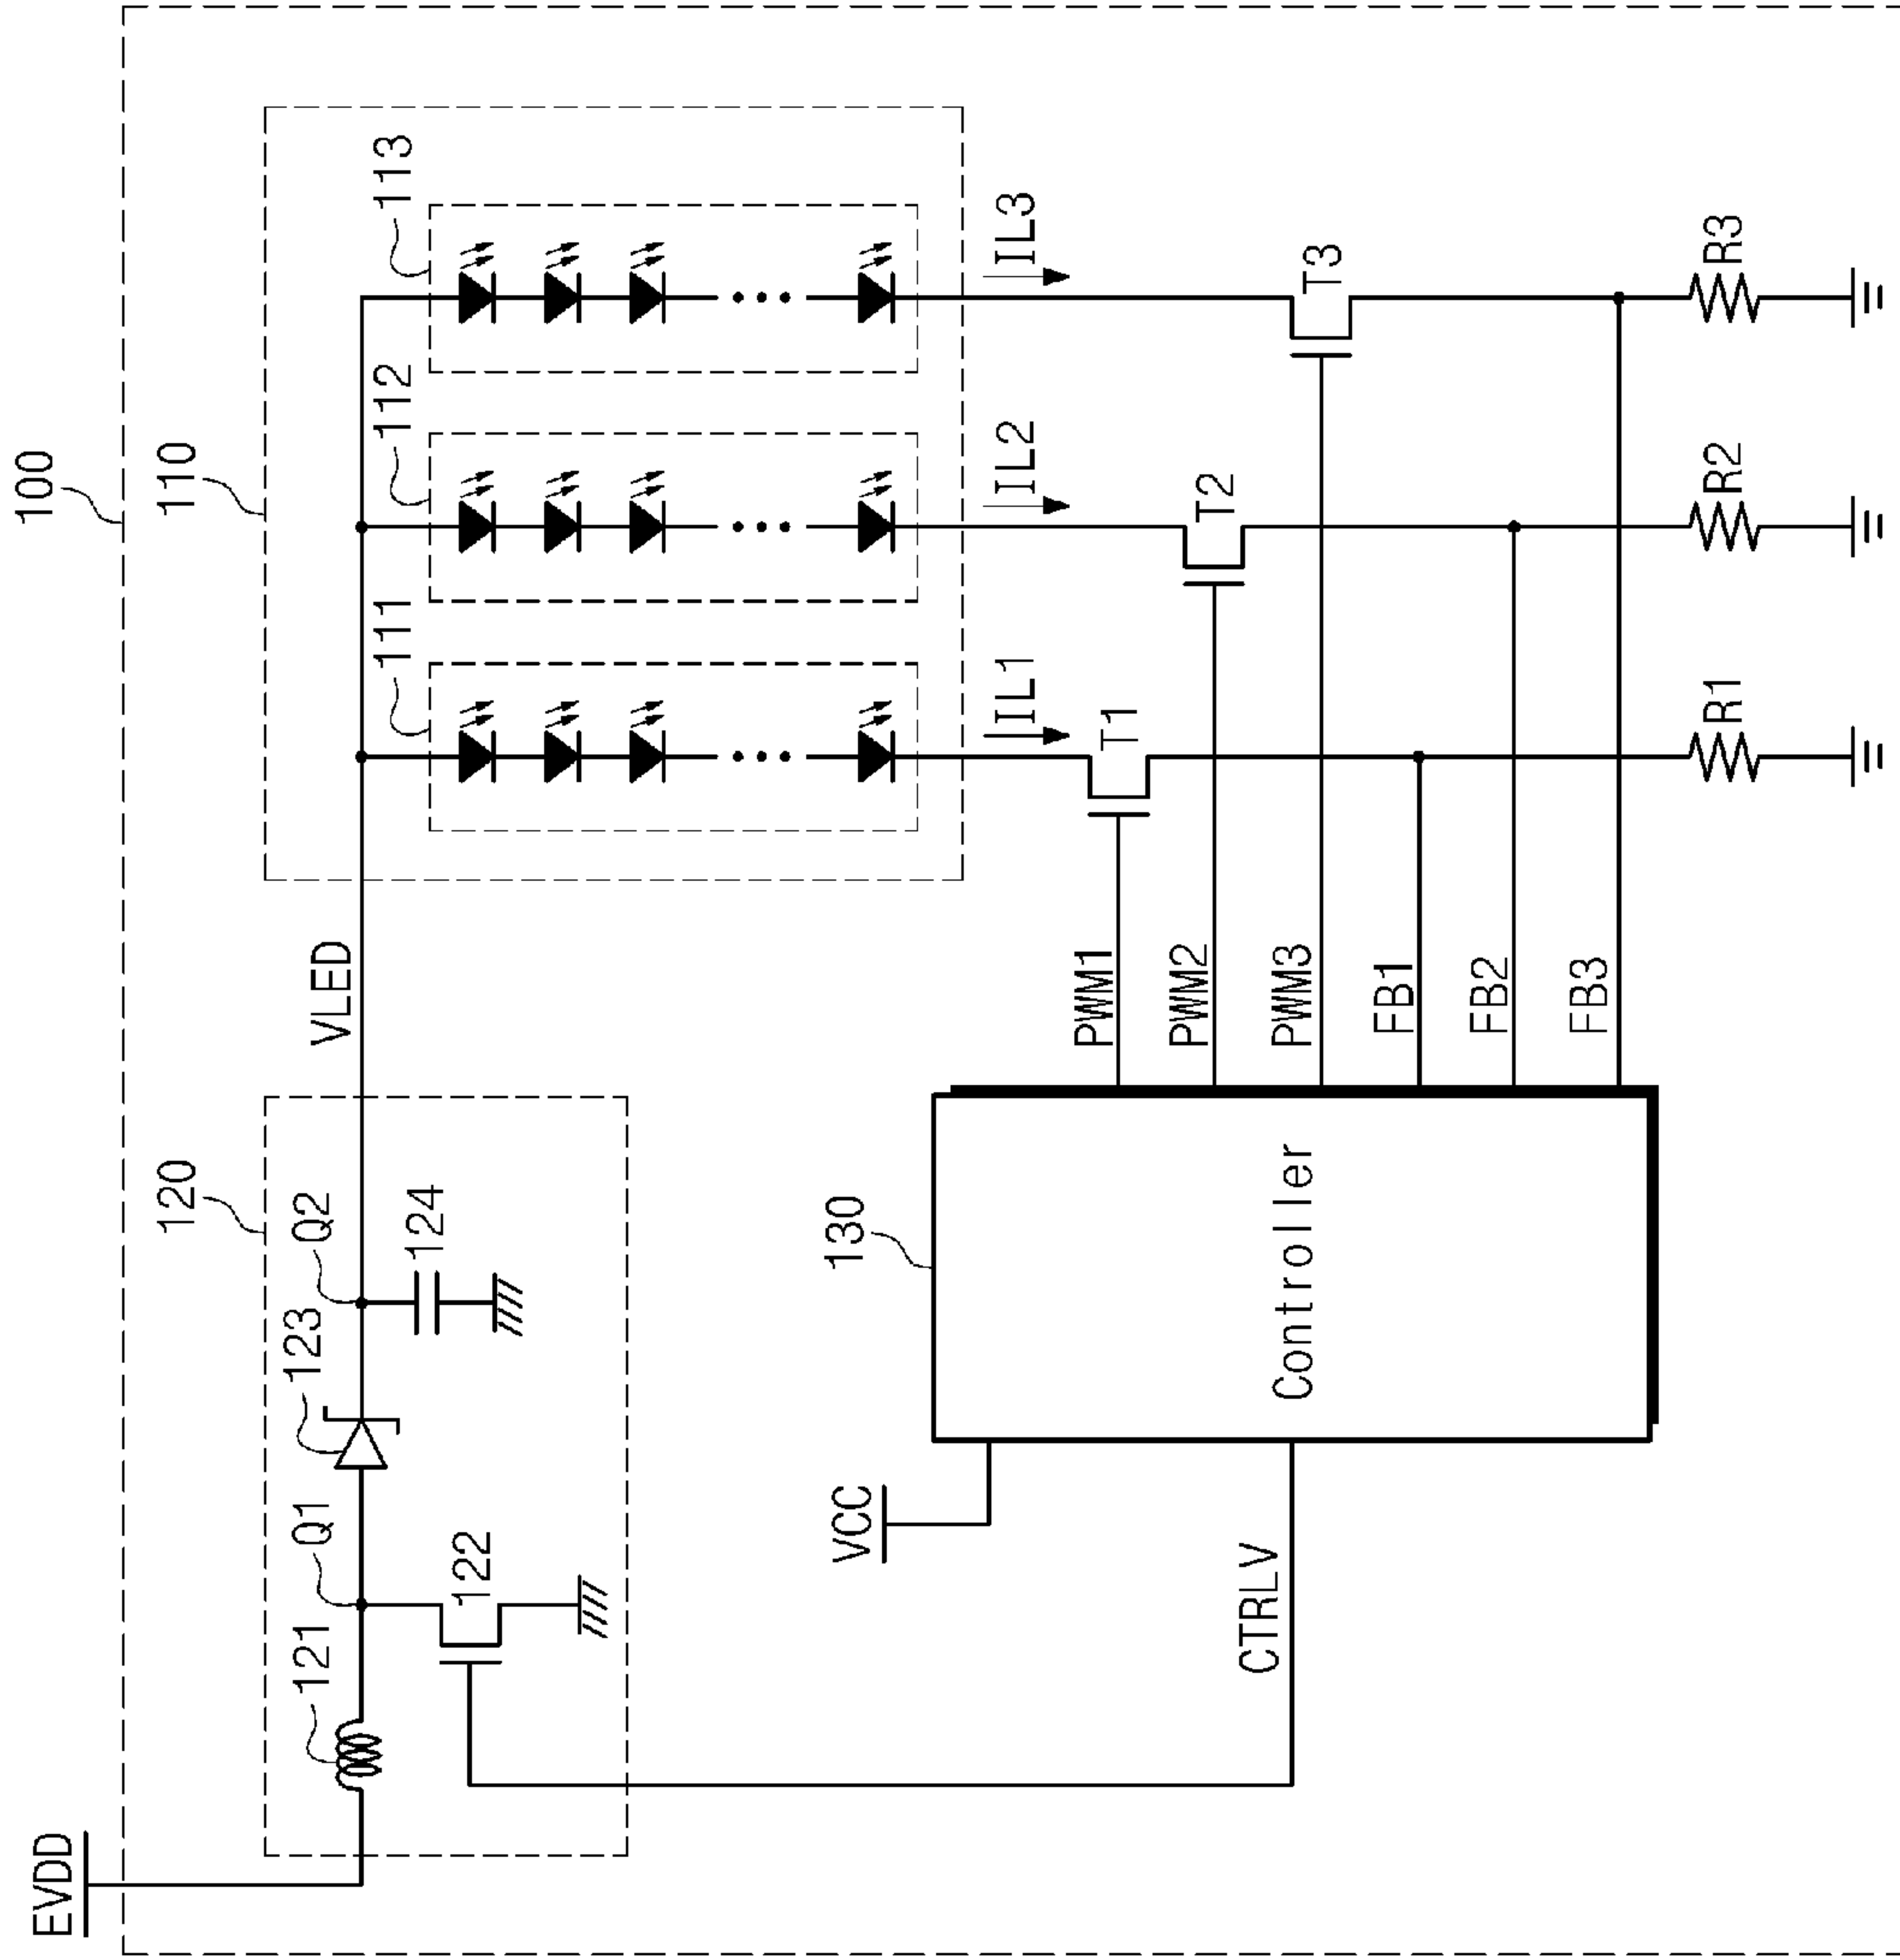 100
110
EVDD
120
121
Q1
123
Q2
VLED
111
112
113
122
124
IL1
IL2
IL3
130
VCC
T1
T2
T3
PWM1
PWM2
PWM3
Controller
CTRLV
FB1
FB2
FB3
R1
R2
R3